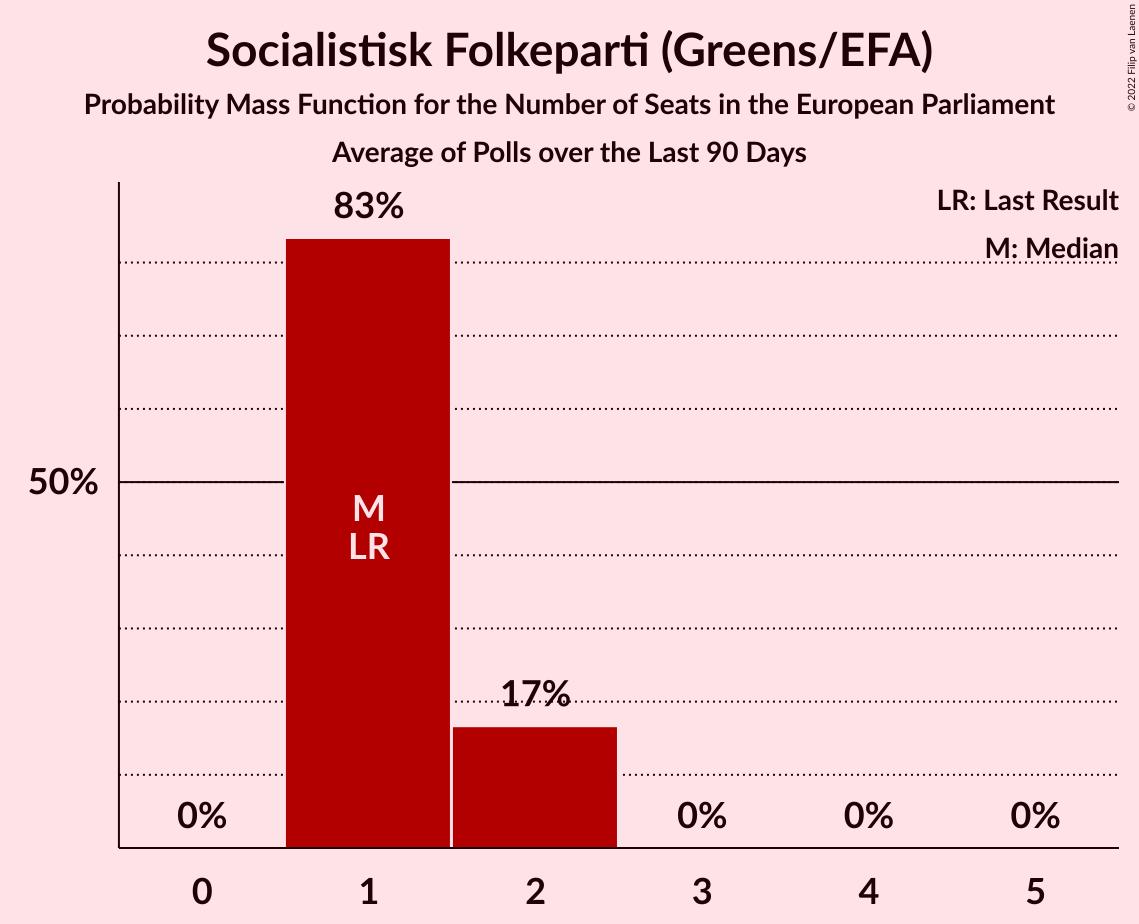 Socialistisk Folkeparti (Greens/EFA)
Probability Mass Function for the Number of Seats in the European Parliament
Average of Polls over the Last 90 Days
© 2022 Filip van Laenen
LR: Last Result
M: Median
83%
50%
M
LR
17%
0%
0%
0%
0%
0
1
2
3
4
5